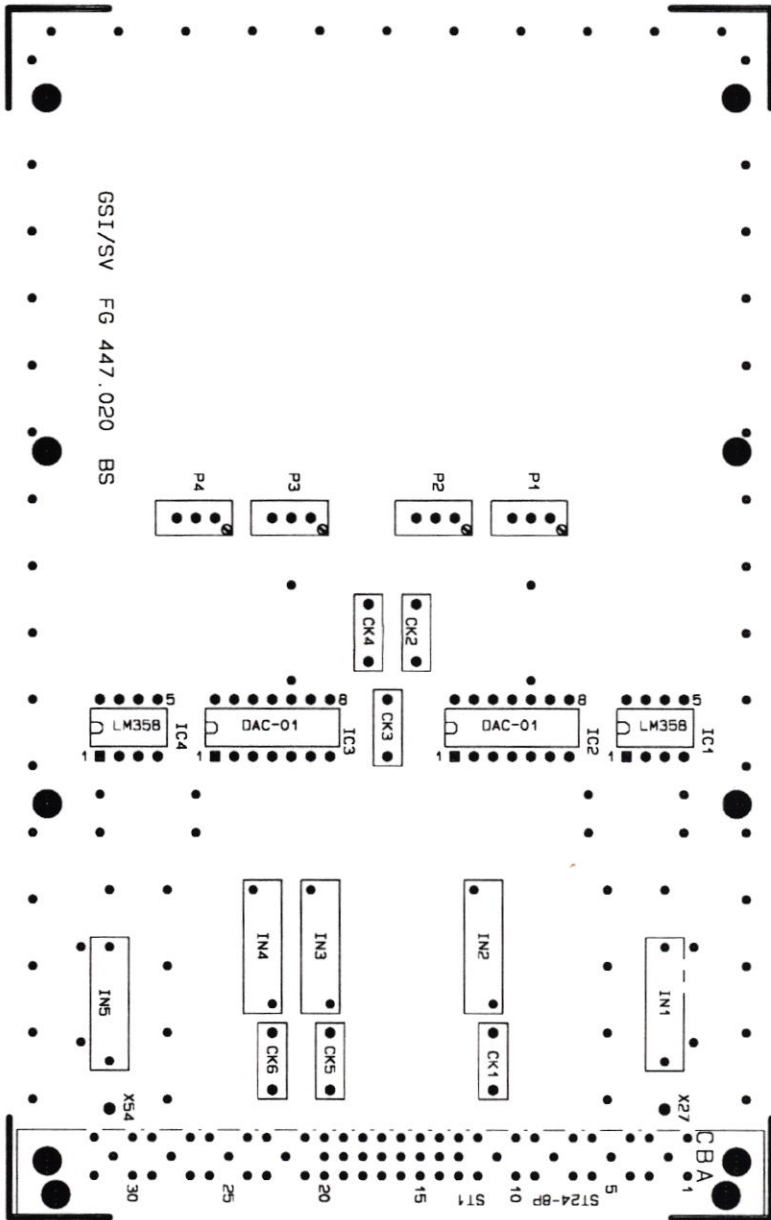 GSI/SV FG 447.020 BS
P4
P3
P2
P1
CK4
CK2
CK3
5
LM358
IC4
1
8
DAC-01
IC3
1
8
DAC-01
IC2
1
5
LM358
IC1
1
IN5
IN4
IN3
IN2
IN1
CK6
CK5
CK1
X54
X27
CBA
30
25
20
15
ST1
10
ST24-8P
5
1